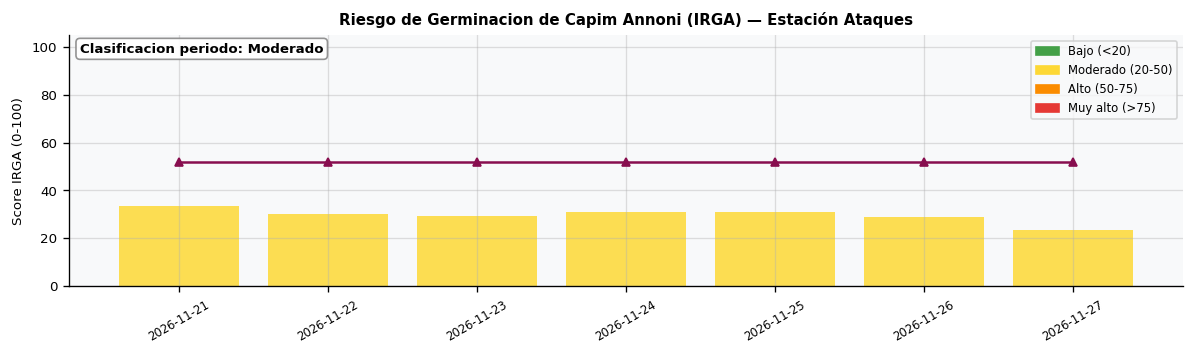 Riesgo de Germinacion de Capim Annoni (IRGA) — Estación Ataques
Clasificacion periodo: Moderado
Bajo (<20)
Moderado (20-50)
Alto (50-75)
Muy alto (>75)
Score IRGA (0-100)
100
80
60
40
20
0
2026-11-21
2026-11-22
2026-11-23
2026-11-24
2026-11-25
2026-11-26
2026-11-27